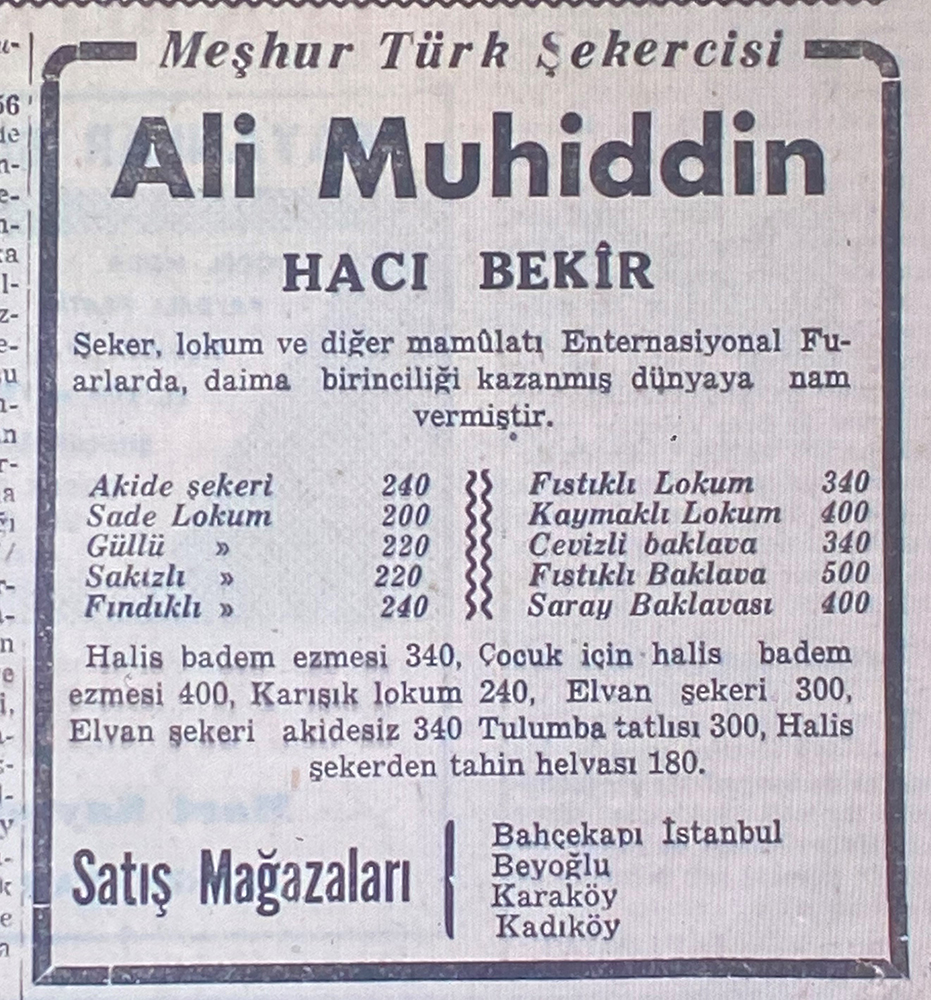 Meşhur Türk Şekercisi
Ali Muhiddin
HACI BEKİR
Şeker, lokum ve diğer mamûlatı Enternasiyonal Fu-
arlarda, daima birinciliği kazanmış dünyaya nam
vermiştir.
Akide şekeri 240
Sade Lokum 200
Güllü » 220
Sakızlı » 220
Fındıklı » 240
Fıstıklı Lokum 340
Kaymaklı Lokum 400
Cevizli baklava 340
Fıstıklı Baklava 500
Saray Baklavası 400
Halis badem ezmesi 340, Çocuk için halis badem
ezmesi 400, Karışık lokum 240, Elvan şekeri 300,
Elvan şekeri akidesiz 340 Tulumba tatlısı 300, Halis
şekerden tahin helvası 180.
Satış Mağazaları
Bahçekapı İstanbul
Beyoğlu
Karaköy
Kadıköy